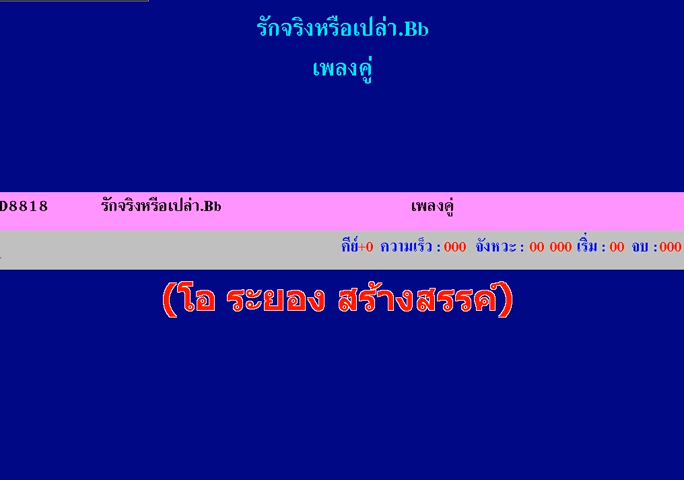 รักจริงหรือเปล่า.Bb
เพลงคู่
D8818 รักจริงหรือเปล่า.Bb เพลงคู่
คีย์+0 ความเร็ว : 000 จังหวะ : 00 000 เริ่ม : 00 จบ :000
(โอ ระยอง สร้างสรรค์)